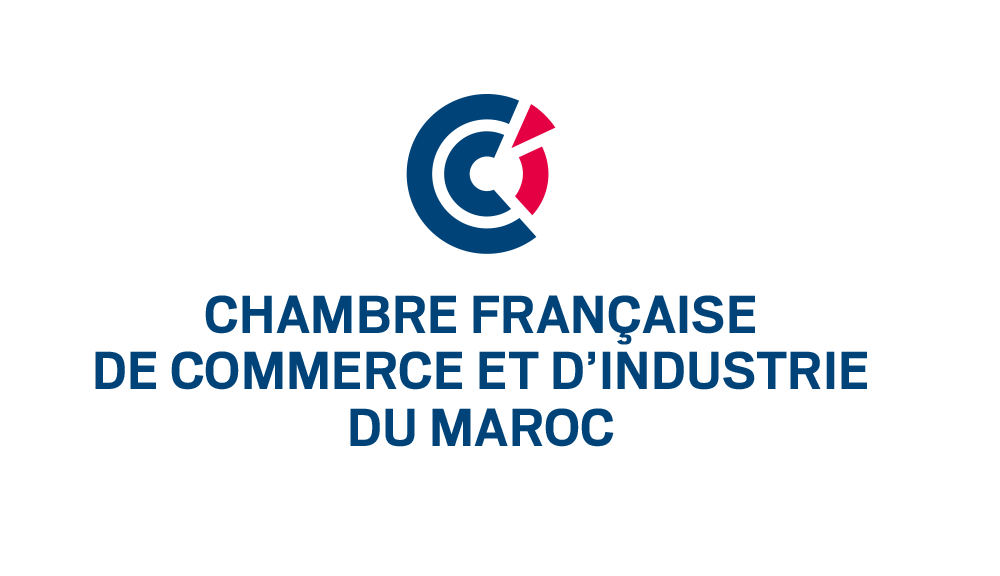 CHAMBRE FRANÇAISE
DE COMMERCE ET D’INDUSTRIE
DU MAROC